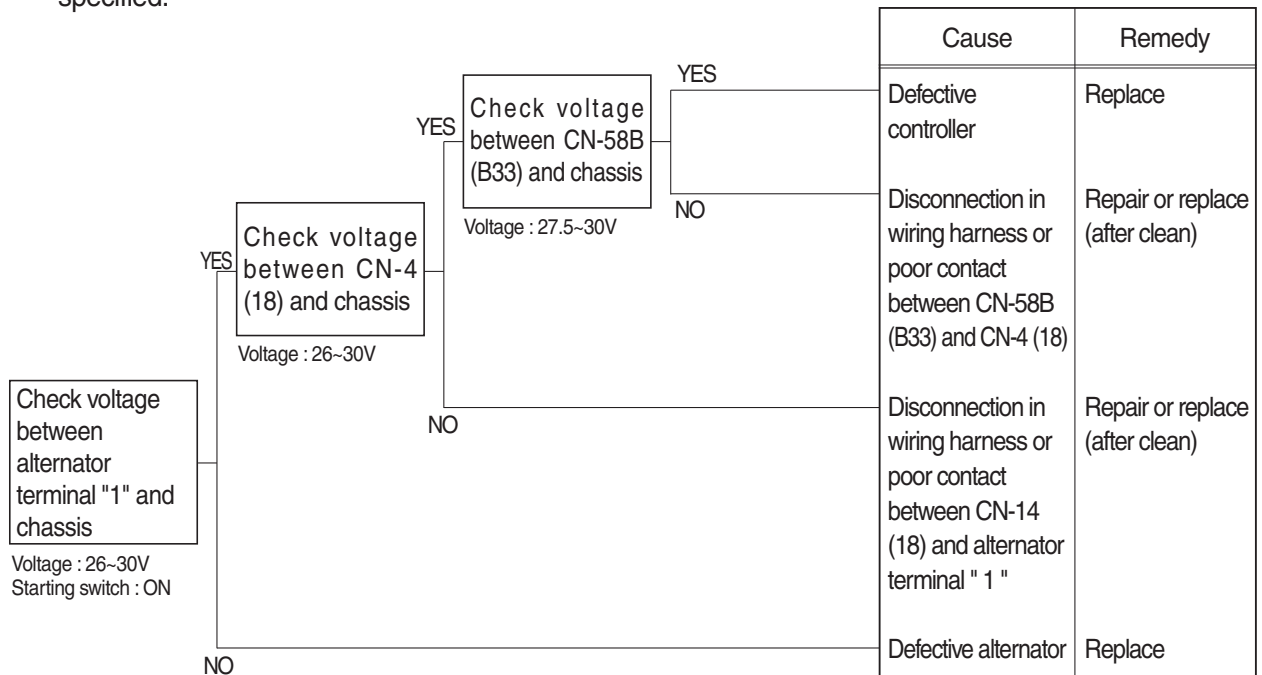 specified.
Cause
Remedy
YES
Check voltage
between CN-58B
(B33) and chassis
YES
Voltage : 27.5~30V
NO
Defective
controller
Replace
Disconnection in
wiring harness or
poor contact
between CN-58B
(B33) and CN-4 (18)
Repair or replace
(after clean)
Check voltage
between CN-4
(18) and chassis
YES
Voltage : 26~30V
NO
Disconnection in
wiring harness or
poor contact
between CN-14
(18) and alternator
terminal " 1 "
Repair or replace
(after clean)
Check voltage
between
alternator
terminal "1" and
chassis
Voltage : 26~30V
Starting switch : ON
NO
Defective alternator
Replace